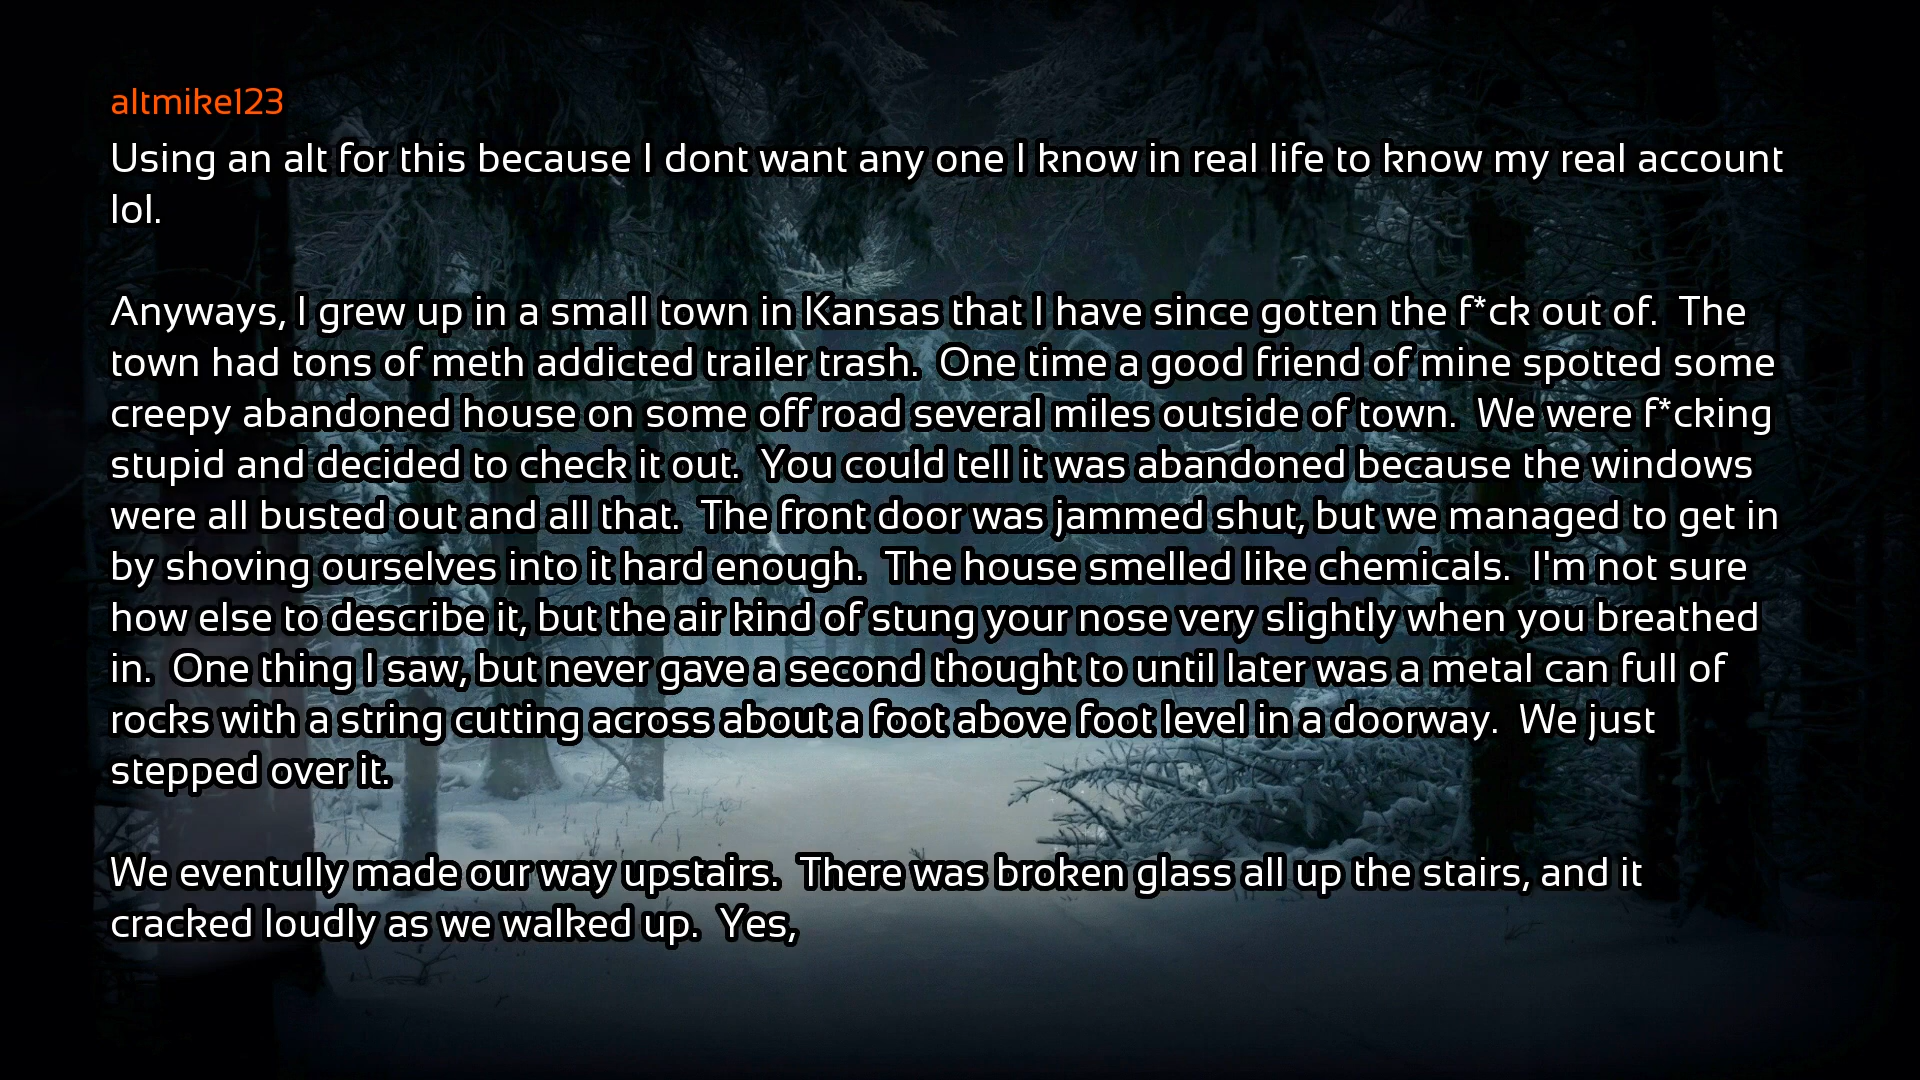 altmike123
Using an alt for this because I dont want any one I know in real life to know my real account
lol.
Anyways, I grew up in a small town in Kansas that I have since gotten the f*ck out of.  The
town had tons of meth addicted trailer trash.  One time a good friend of mine spotted some
creepy abandoned house on some off road several miles outside of town.  We were f*cking
stupid and decided to check it out.  You could tell it was abandoned because the windows
were all busted out and all that.  The front door was jammed shut, but we managed to get in
by shoving ourselves into it hard enough.  The house smelled like chemicals.  I'm not sure
how else to describe it, but the air kind of stung your nose very slightly when you breathed
in.  One thing I saw, but never gave a second thought to until later was a metal can full of
rocks with a string cutting across about a foot above foot level in a doorway.  We just
stepped over it.
We eventully made our way upstairs.  There was broken glass all up the stairs, and it
cracked loudly as we walked up.  Yes,